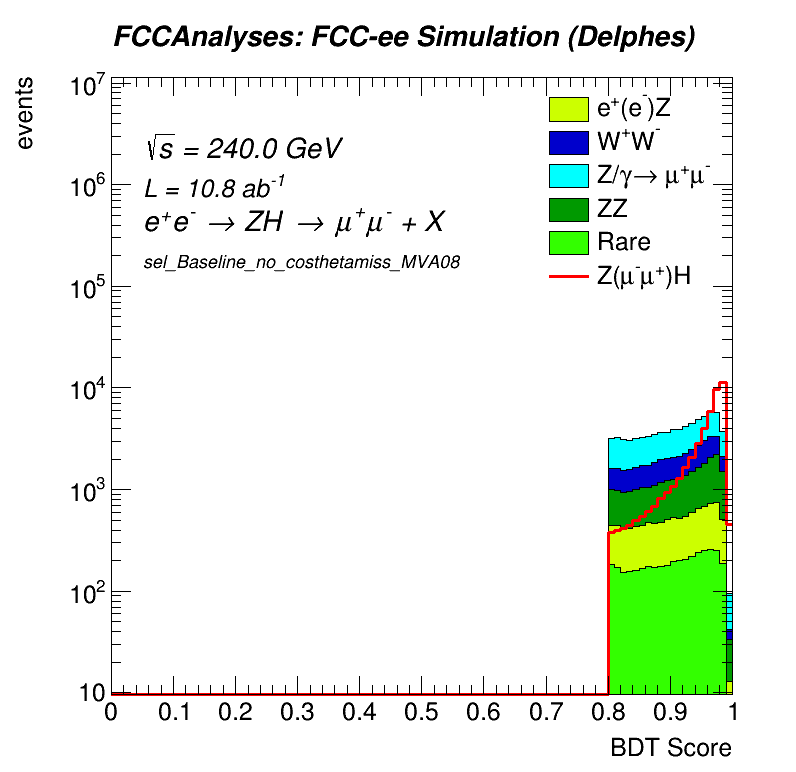 FCCAnalyses: FCC-ee Simulation (Delphes)
events
10⁷
10⁶
10⁵
10⁴
10³
10²
10
√s = 240.0 GeV
L = 10.8 ab⁻¹
e⁺e⁻ → ZH → μ⁺μ⁻ + X
sel_Baseline_no_costhetamiss_MVA08
e⁺(e⁻)Z
W⁺W⁻
Z/γ→ μ⁺μ⁻
ZZ
Rare
Z(μ⁻μ⁺)H
0 0.1 0.2 0.3 0.4 0.5 0.6 0.7 0.8 0.9 1
BDT Score